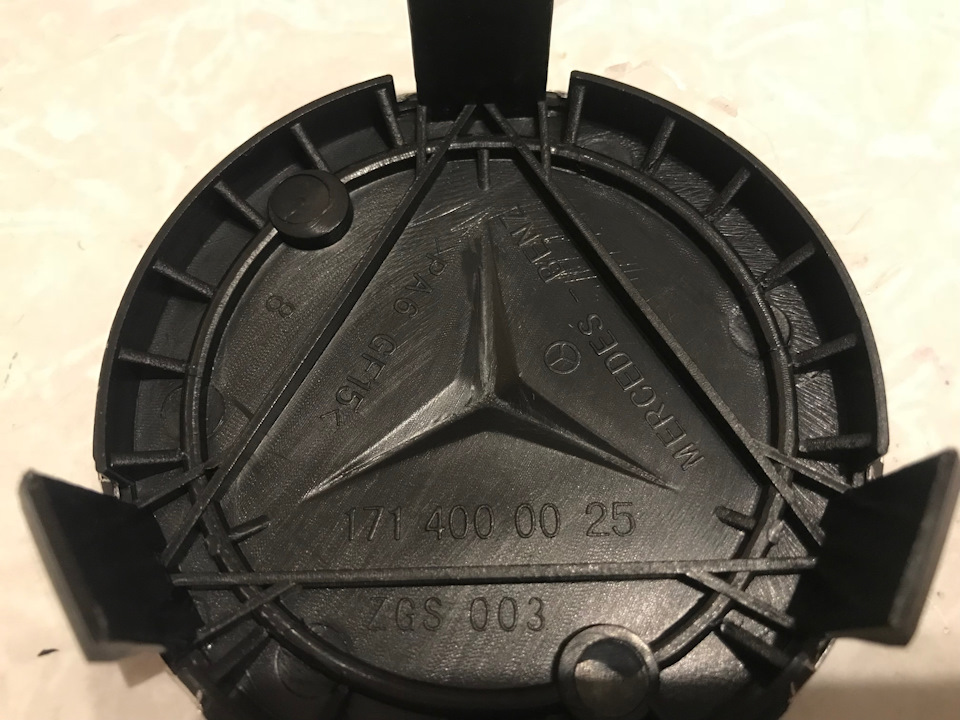 8
>PA6 GF15<
MERCEDES - BENZ
171 400 00 25
ZGS 003